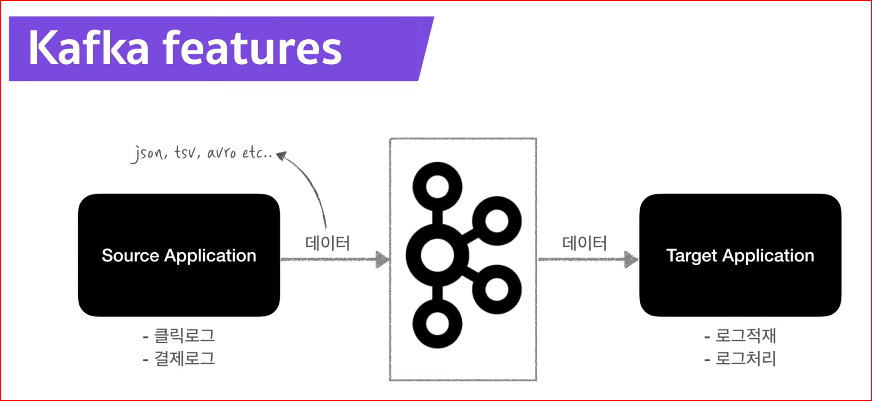 Kafka features
json, tsv, avro etc..
데이터
데이터
Source Application
Target Application
- 클릭로그
- 결제로그
- 로그적재
- 로그처리